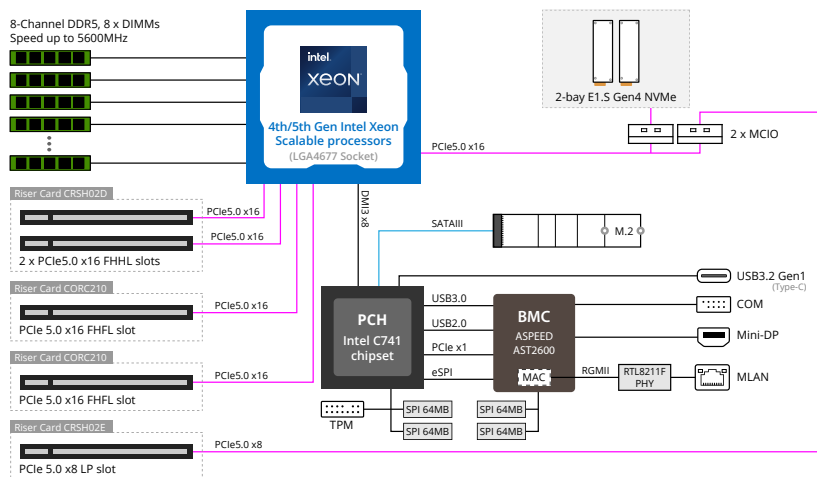 8-Channel DDR5, 8 x DIMMs
Speed up to 5600MHz
intel.
xeon
4th/5th Gen Intel Xeon
Scalable processors
(LGA4677 Socket)
2-bay E1.S Gen4 NVMe
2 x MCIO
PCIe5.0 x16
Riser Card CRSH02D
PCIe5.0 x16
PCIe5.0 x16
2 x PCIe5.0 x16 FHHL slots
DMI3 x8
SATAIII
M.2
Riser Card CORC210
PCIe5.0 x16
PCIe 5.0 x16 FHFL slot
Riser Card CORC210
PCIe5.0 x16
PCIe 5.0 x16 FHFL slot
Riser Card CRSH02E
PCIe5.0 x8
PCIe 5.0 x8 LP slot
PCH
Intel C741
chipset
USB3.0
USB2.0
PCIe x1
eSPI
BMC
ASPEED
AST2600
MAC
RGMII
RTL8211F
PHY
USB3.2 Gen1
(Type-C)
COM
Mini-DP
MLAN
TPM
SPI 64MB
SPI 64MB
SPI 64MB
SPI 64MB